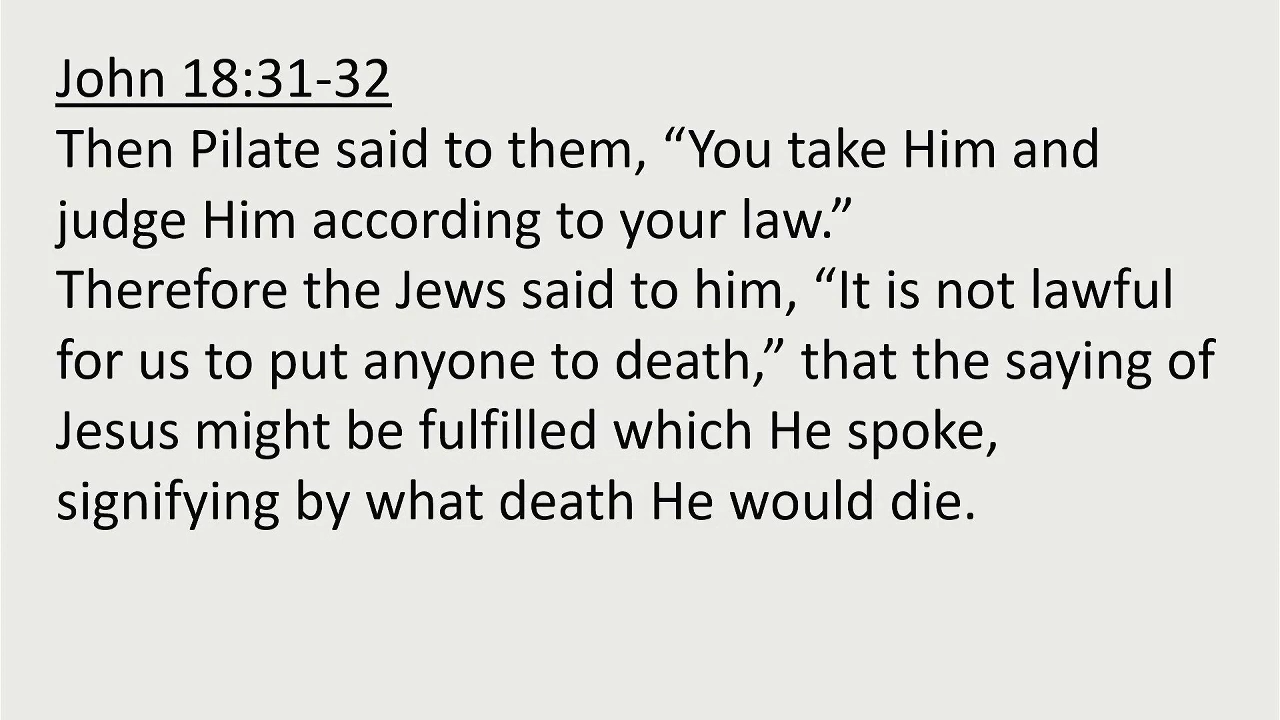 John 18:31-32
Then Pilate said to them, “You take Him and
judge Him according to your law.”
Therefore the Jews said to him, “It is not lawful
for us to put anyone to death,” that the saying of
Jesus might be fulfilled which He spoke,
signifying by what death He would die.